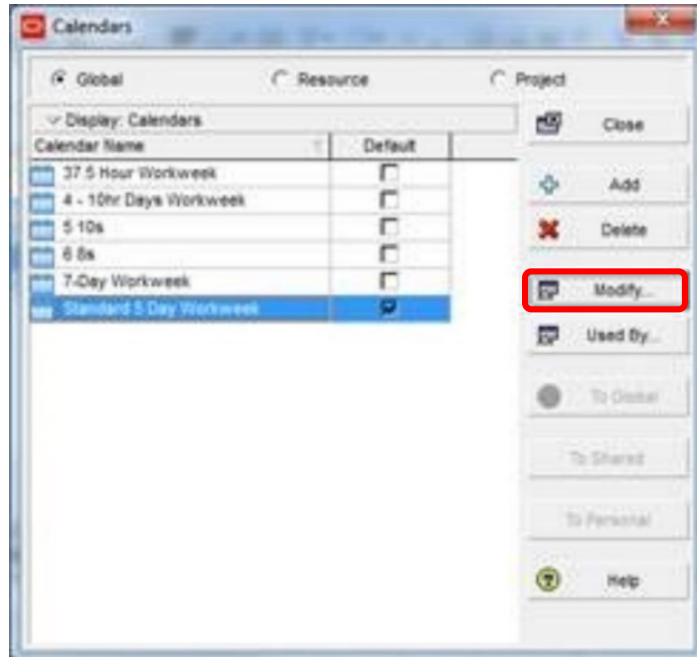 Calendars
Global Resource Project
Display: Calendars
Calendar Name Default
37.5 Hour Workweek
4 - 10hr Days Workweek
5 10s
6 8s
7-Day Workweek
Standard 5 Day Workweek
Close
Add
Delete
Modify...
Used By...
To Global
To Shared
To Personal
Help